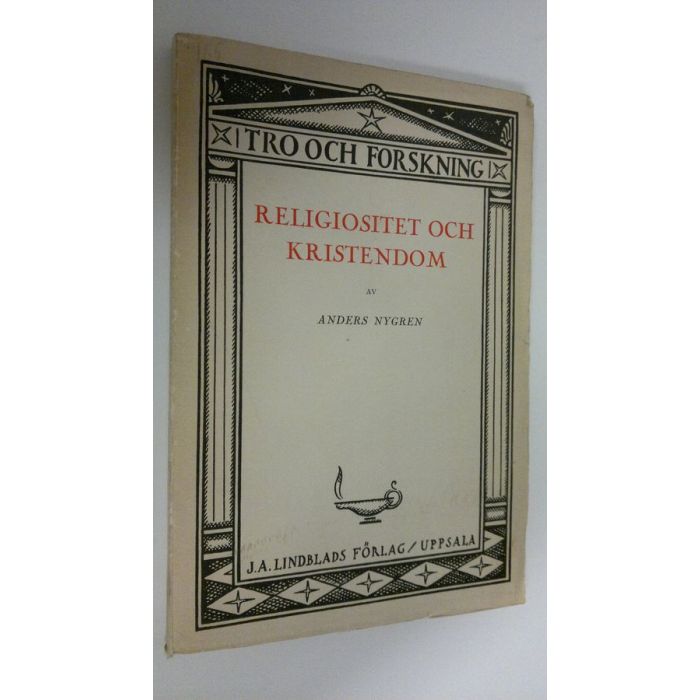 TRO OCH FORSKNING
RELIGIOSITET OCH
KRISTENDOM
AV
ANDERS NYGREN
J.A. LINDBLADS FÖRLAG / UPPSALA